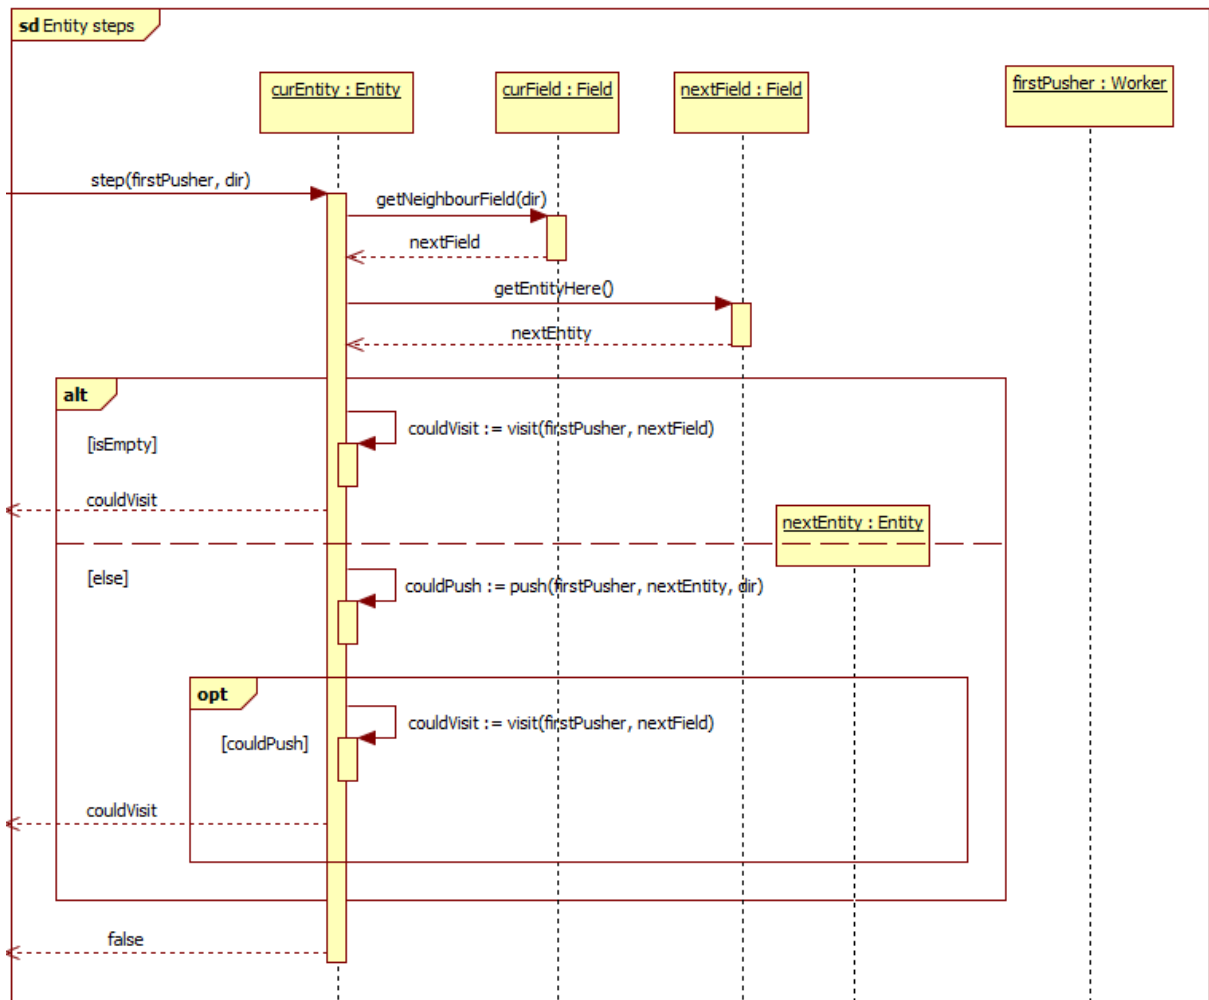 sd Entity steps
curEntity : Entity
curField : Field
nextField : Field
firstPusher : Worker
step(firstPusher, dir)
getNeighbourField(dir)
nextField
getEntityHere()
nextEntity
alt
couldVisit := visit(firstPusher, nextField)
[isEmpty]
couldVisit
nextEntity : Entity
[else]
couldPush := push(firstPusher, nextEntity, dir)
opt
couldVisit := visit(firstPusher, nextField)
[couldPush]
couldVisit
false